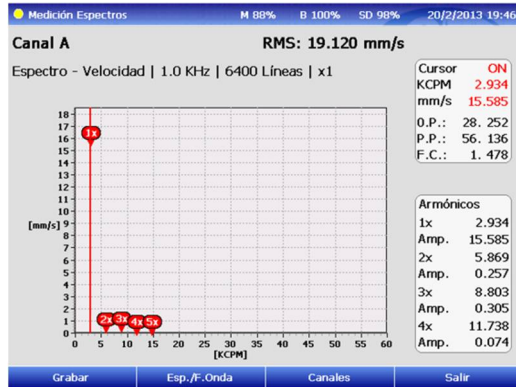 Medición Espectros M 88% B 100% SD 98% 20/2/2013 19:46
Canal A RMS: 19.120 mm/s
Espectro - Velocidad | 1.0 KHz | 6400 Líneas | x1
Cursor ON
KCPM 2.934
mm/s 15.585
O.P.: 28. 252
P.P.: 56. 136
F.C.: 1. 478
18
17
16
15
14
13
12
11
10
[mm/s] 9
8
7
6
5
4
3
2
1
0
1x
2x 3x 4x 5x
0 5 10 15 20 25 30 35 40 45 50 55 60
[KCPM]
Armónicos
1x 2.934
Amp. 15.585
2x 5.869
Amp. 0.257
3x 8.803
Amp. 0.305
4x 11.738
Amp. 0.074
Grabar Esp./F.Onda Canales Salir